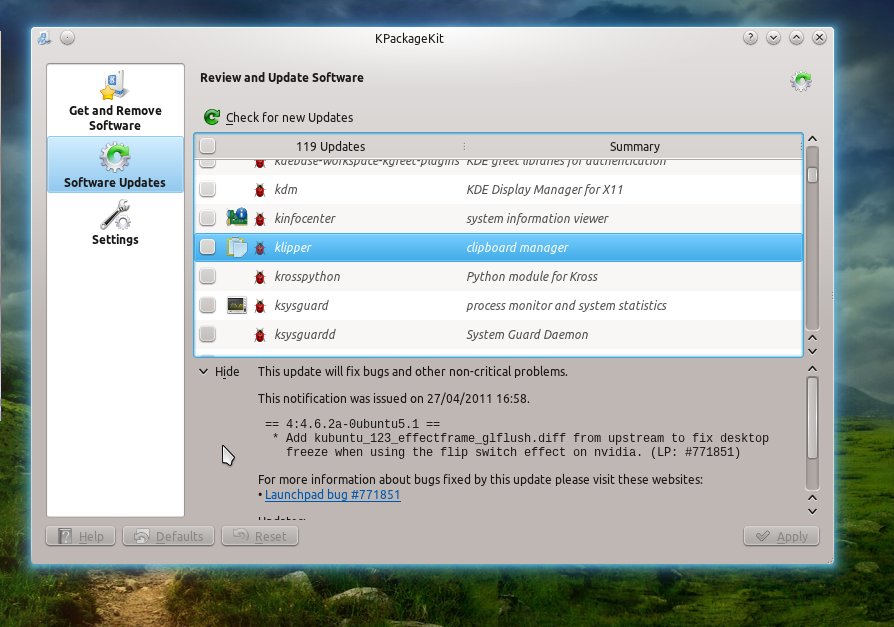 KPackageKit
Get and Remove
Software
Software Updates
Settings
Review and Update Software
Check for new Updates
119 Updates Summary
kdebase-workspace-kgreet-plugins KDE greet libraries for authentication
kdm KDE Display Manager for X11
kinfocenter system information viewer
klipper clipboard manager
krosspython Python module for Kross
ksysguard process monitor and system statistics
ksysguardd System Guard Daemon
Hide
This update will fix bugs and other non-critical problems.
This notification was issued on 27/04/2011 16:58.
== 4:4.6.2a-0ubuntu5.1 ==
* Add kubuntu_123_effectframe_glflush.diff from upstream to fix desktop
freeze when using the flip switch effect on nvidia. (LP: #771851)
For more information about bugs fixed by this update please visit these websites:
• Launchpad bug #771851
Updates:
Help Defaults Reset Apply